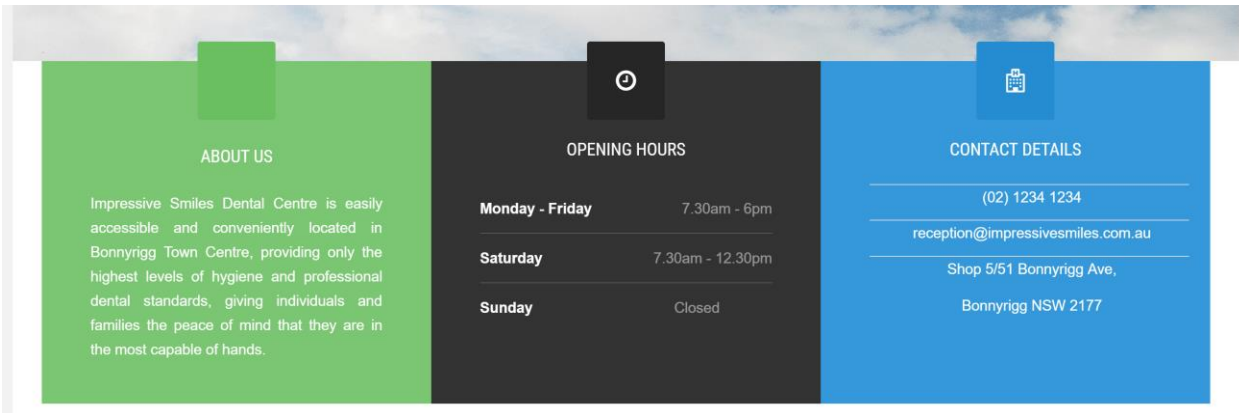 ABOUT US
Impressive Smiles Dental Centre is easily
accessible and conveniently located in
Bonnyrigg Town Centre, providing only the
highest levels of hygiene and professional
dental standards, giving individuals and
families the peace of mind that they are in
the most capable of hands.
OPENING HOURS
Monday - Friday 7.30am - 6pm
Saturday 7.30am - 12.30pm
Sunday Closed
CONTACT DETAILS
(02) 1234 1234
reception@impressivesmiles.com.au
Shop 5/51 Bonnyrigg Ave,
Bonnyrigg NSW 2177